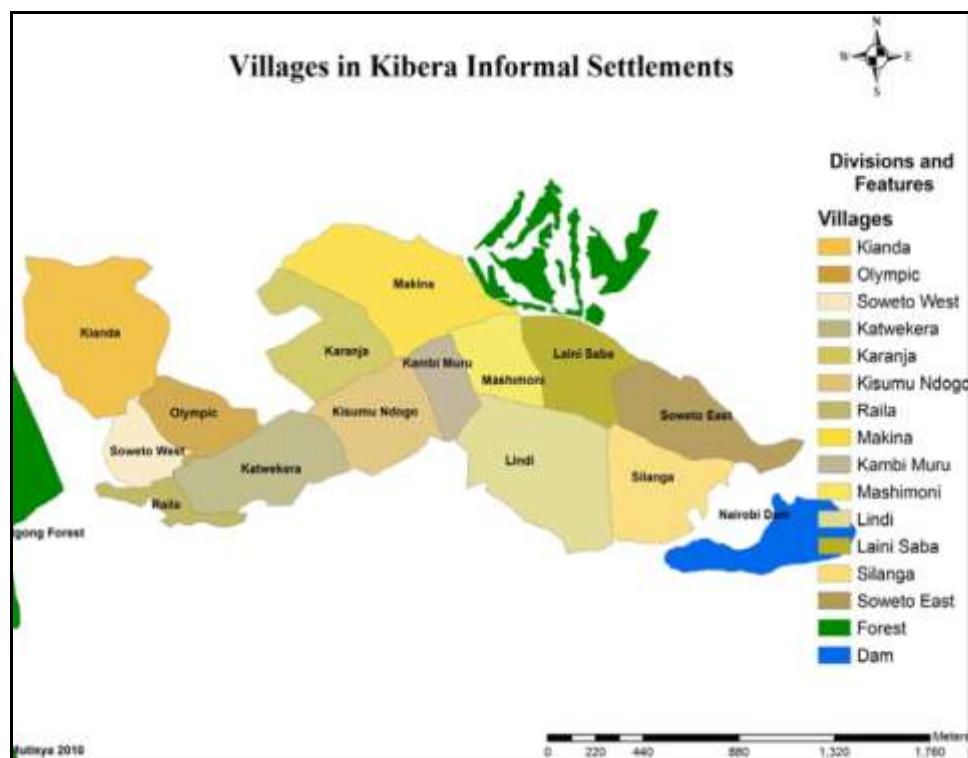 N
W E
S
Villages in Kibera Informal Settlements
Divisions and
Features
Villages
Kianda
Olympic
Soweto West
Katwekera
Karanja
Kisumu Ndogo
Raila
Makina
Kambi Muru
Mashimoni
Lindi
Laini Saba
Silanga
Soweto East
Forest
Dam
Makina
Kianda
Karanja
Kambi Muru
Laini Saba
Mashimoni
Olympic
Kisumu Ndogo
Soweto East
Soweto West
Katwekera
Lindi
Silanga
Raila
Nairobi Dam
gong Forest
Mutisya 2010
Meters
0 220 440 880 1,320 1,760